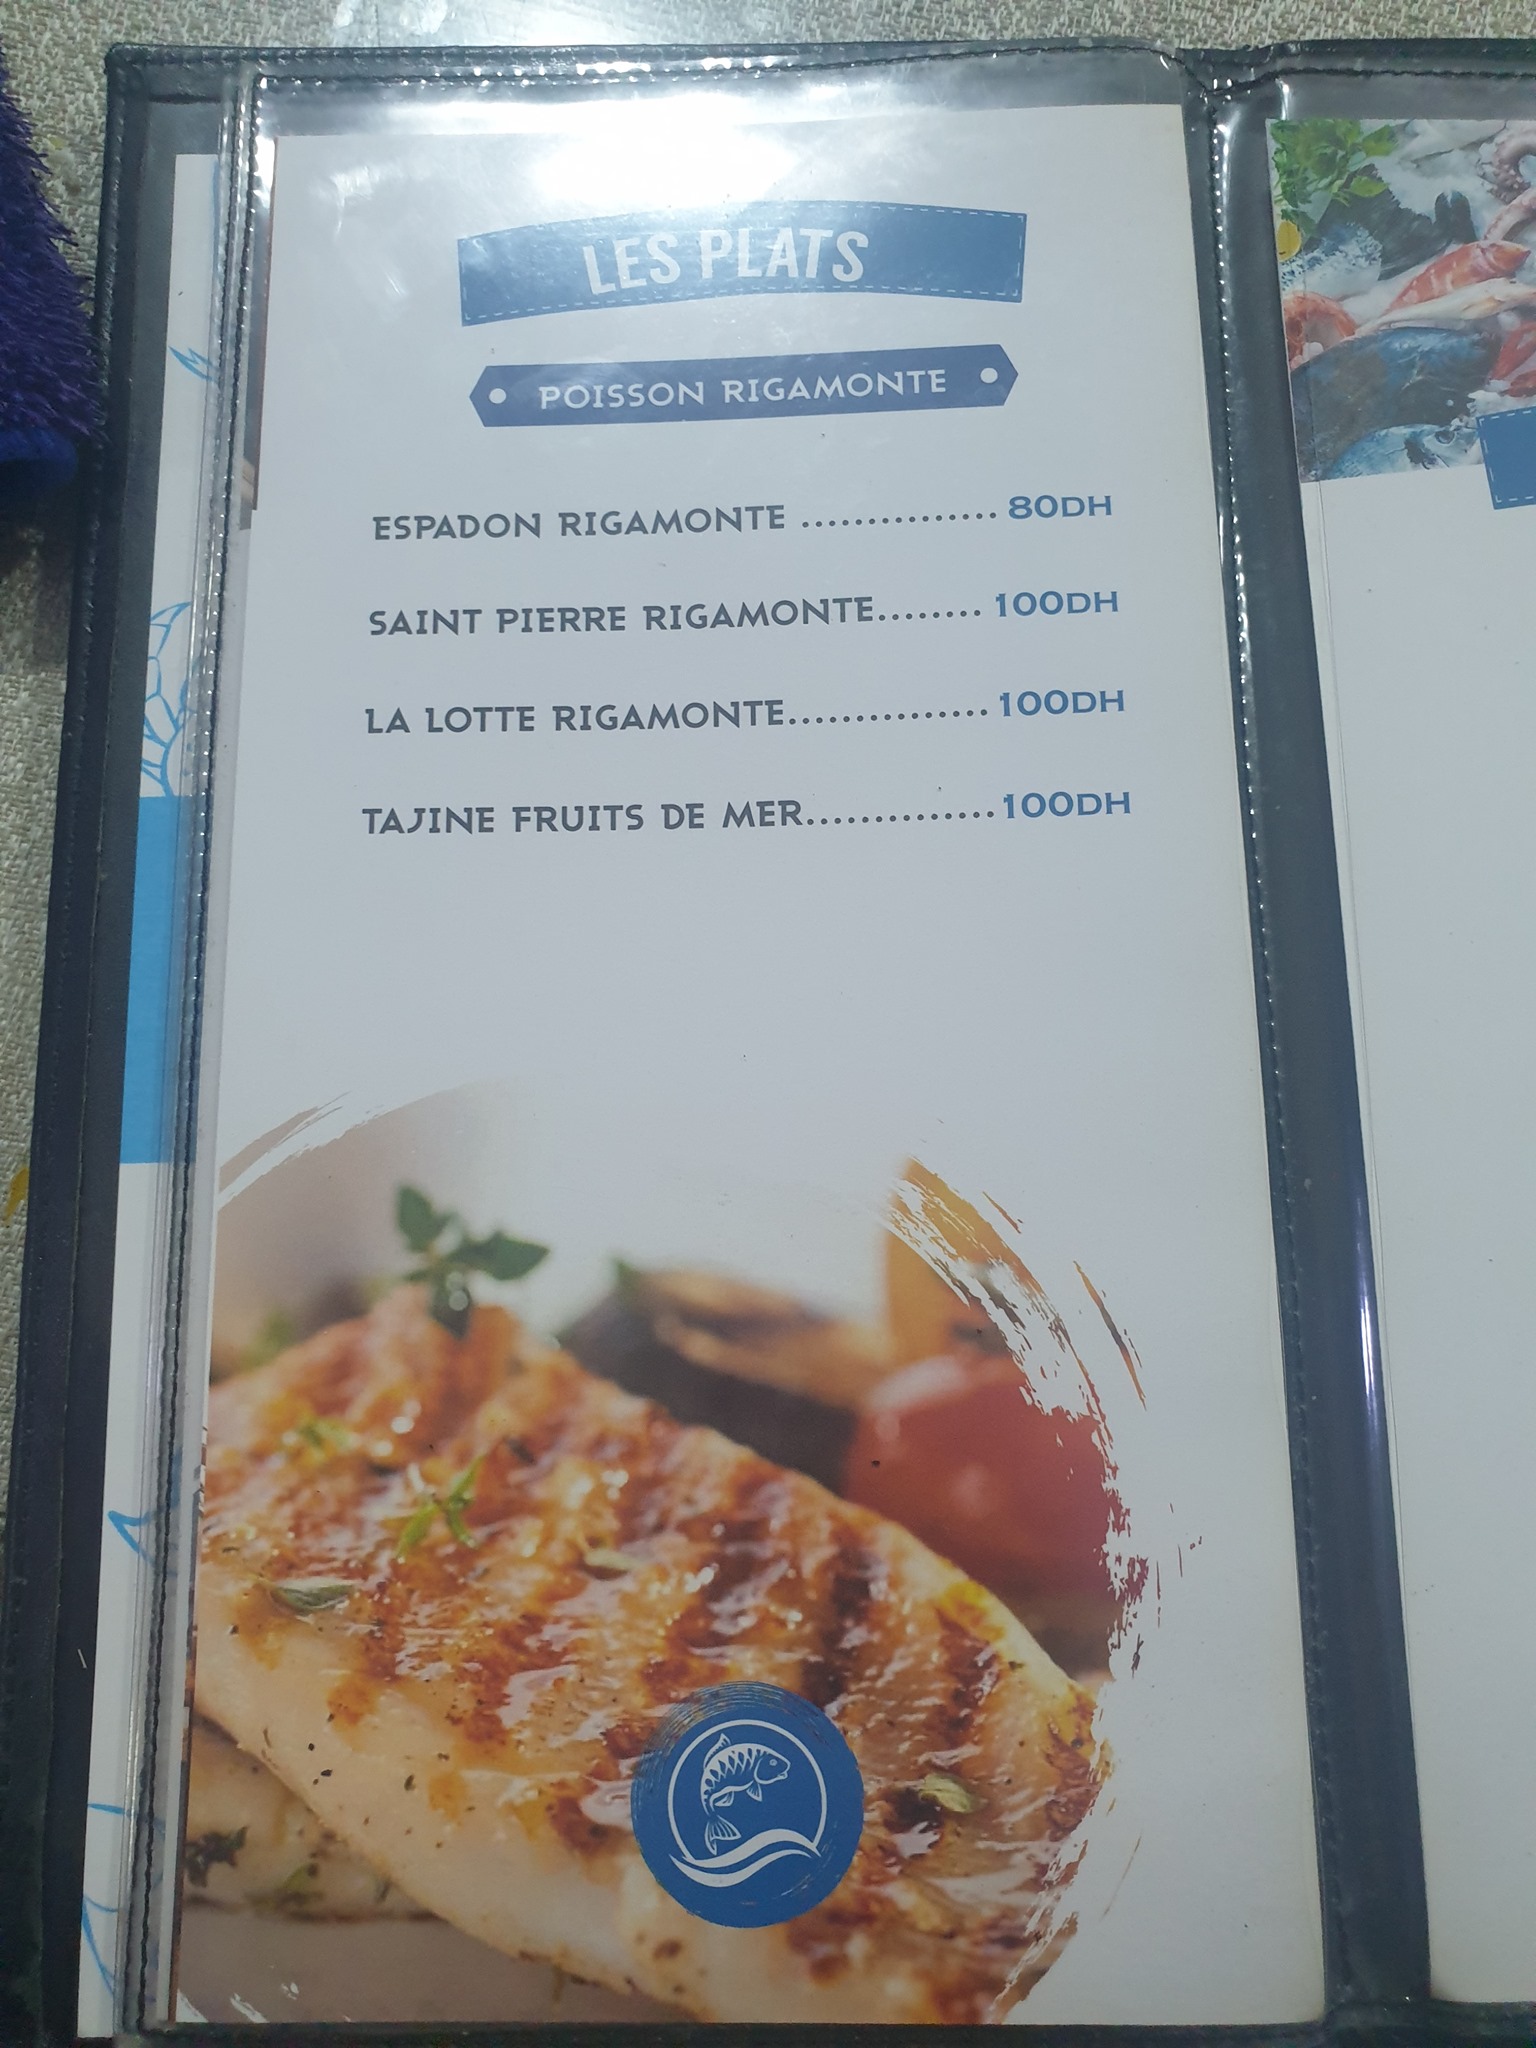 LES PLATS
POISSON RIGAMONTE
ESPADON RIGAMONTE ............... 80DH
SAINT PIERRE RIGAMONTE........ 100DH
LA LOTTE RIGAMONTE............... 100DH
TAJINE FRUITS DE MER.............. 100DH